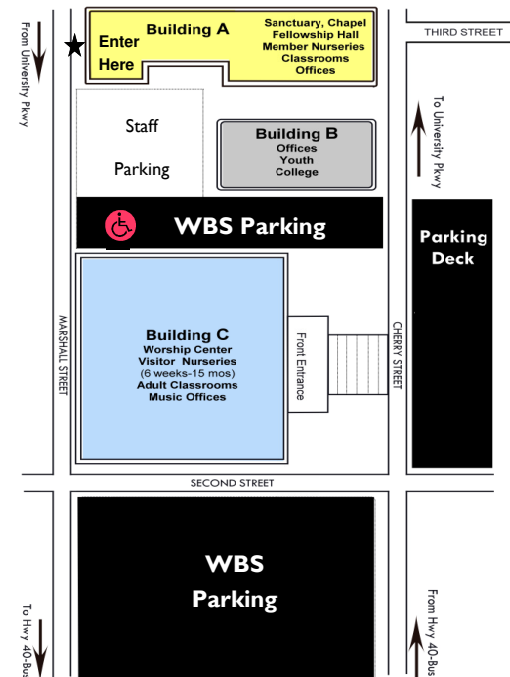 From University Pkwy
Building A
Enter
Here
Sanctuary, Chapel
Fellowship Hall
Member Nurseries
Classrooms
Offices
THIRD STREET
To University Pkwy
Staff
Parking
Building B
Offices
Youth
College
WBS Parking
Parking
Deck
MARSHALL STREET
Building C
Worship Center
Visitor Nurseries
(6 weeks-15 mos)
Adult Classrooms
Music Offices
Front Entrance
CHERRY STREET
SECOND STREET
WBS
Parking
To Hwy 40-Bus
From Hwy 40-Bus